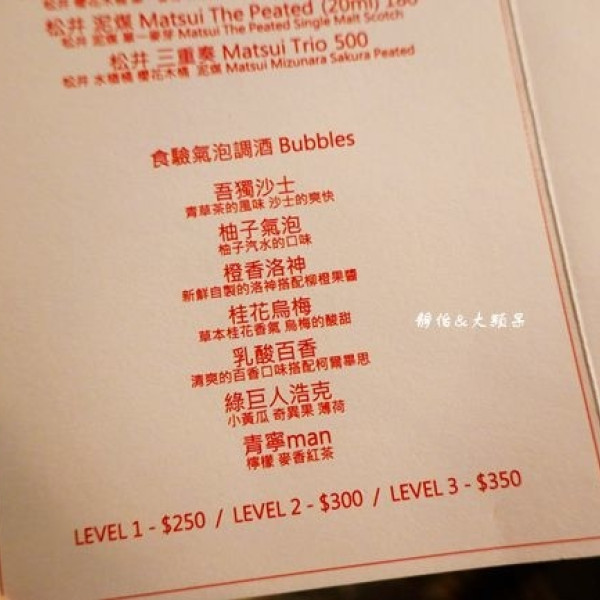 松井 泥煤 Matsui The Peated (20ml) 180
松井 泥煤 單一麥芽 Matsui The Peated Single Malt Scotch
松井 三重奏 Matsui Trio 500
松井 水楢桶 櫻花木桶 泥煤 Matsui Mizunara Sakura Peated
食驗氣泡調酒 Bubbles
吾獨沙士
青草茶的風味 沙士的爽快
柚子氣泡
柚子汽水的口味
橙香洛神
新鮮自製的洛神搭配柳橙果醬
桂花烏梅
草本桂花香氣 烏梅的酸甜
乳酸百香
清爽的百香口味搭配柯爾畢思
綠巨人浩克
小黃瓜 奇異果 薄荷
青寧man
檸檬 麥香紅茶
LEVEL 1 - $250 / LEVEL 2 - $300 / LEVEL 3 - $350
靜怡&大顆呆